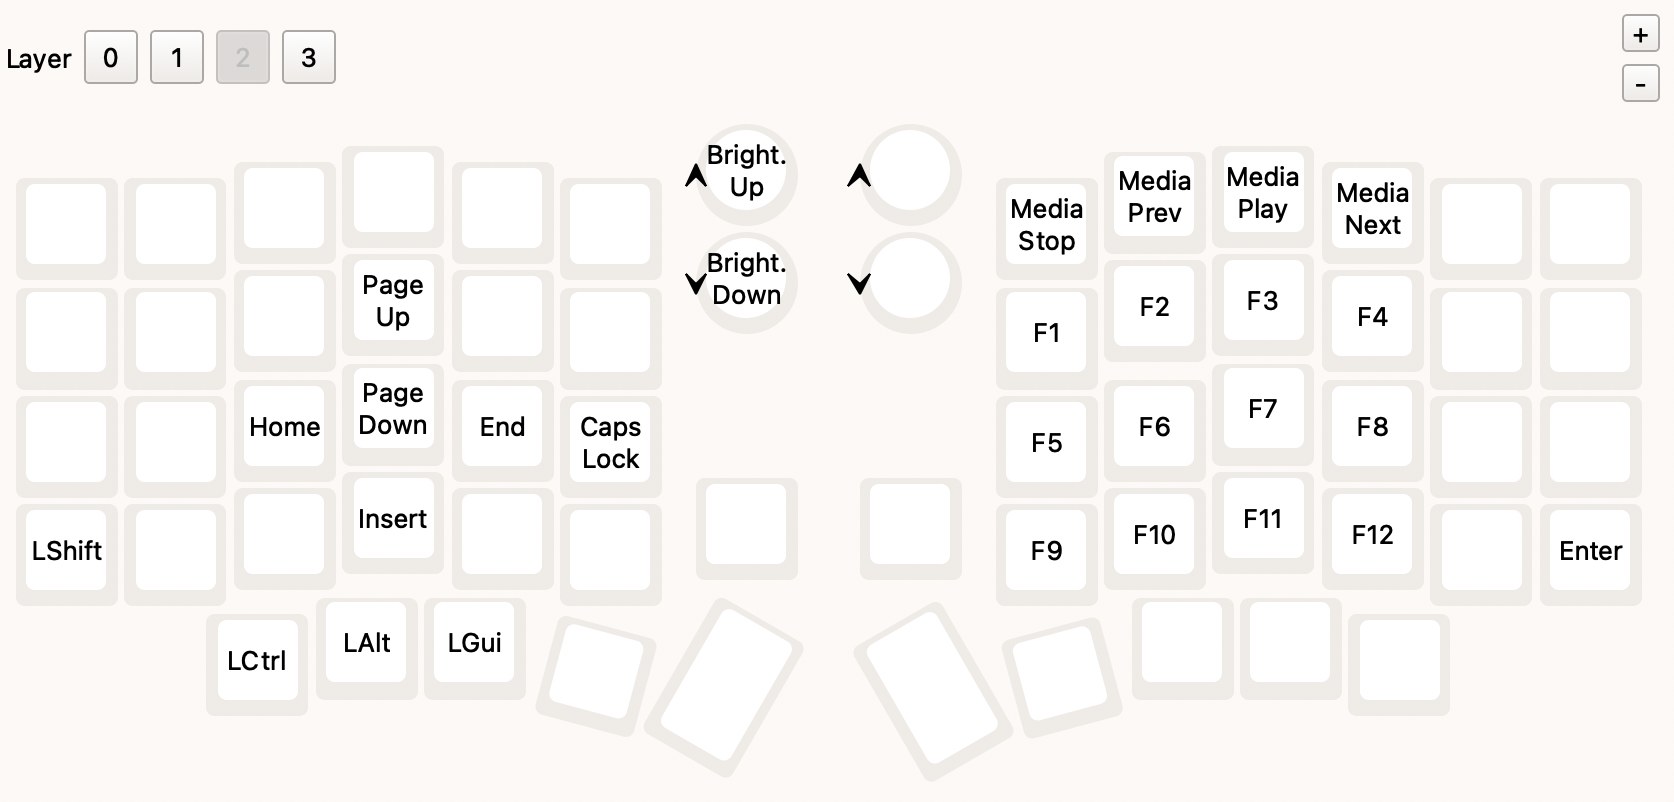 Layer 0 1 2 3
+
-
Bright.
Up
Bright.
Down
Page
Up
Home
Page
Down
End
Caps
Lock
LShift
Insert
LCtrl
LAlt
LGui
Media
Stop
Media
Prev
Media
Play
Media
Next
F1
F2
F3
F4
F5
F6
F7
F8
F9
F10
F11
F12
Enter